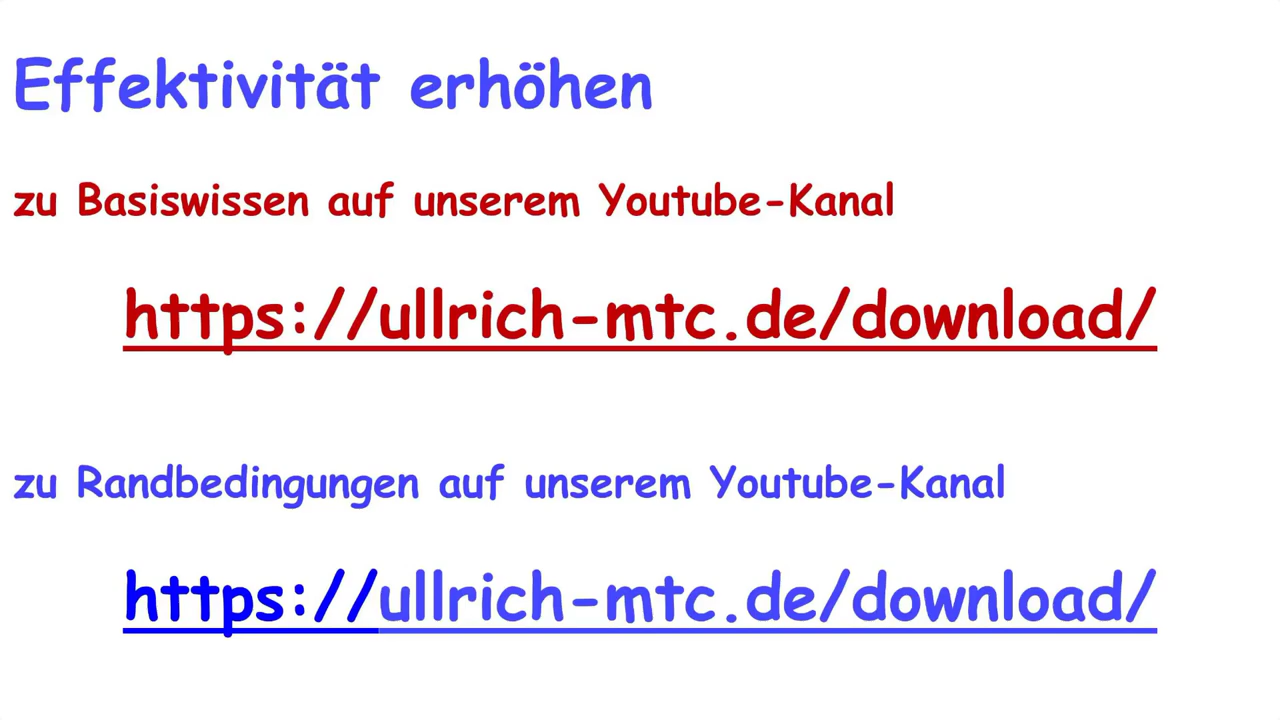 Effektivität erhöhen
zu Basiswissen auf unserem Youtube-Kanal
https://ullrich-mtc.de/download/
zu Randbedingungen auf unserem Youtube-Kanal
https://ullrich-mtc.de/download/